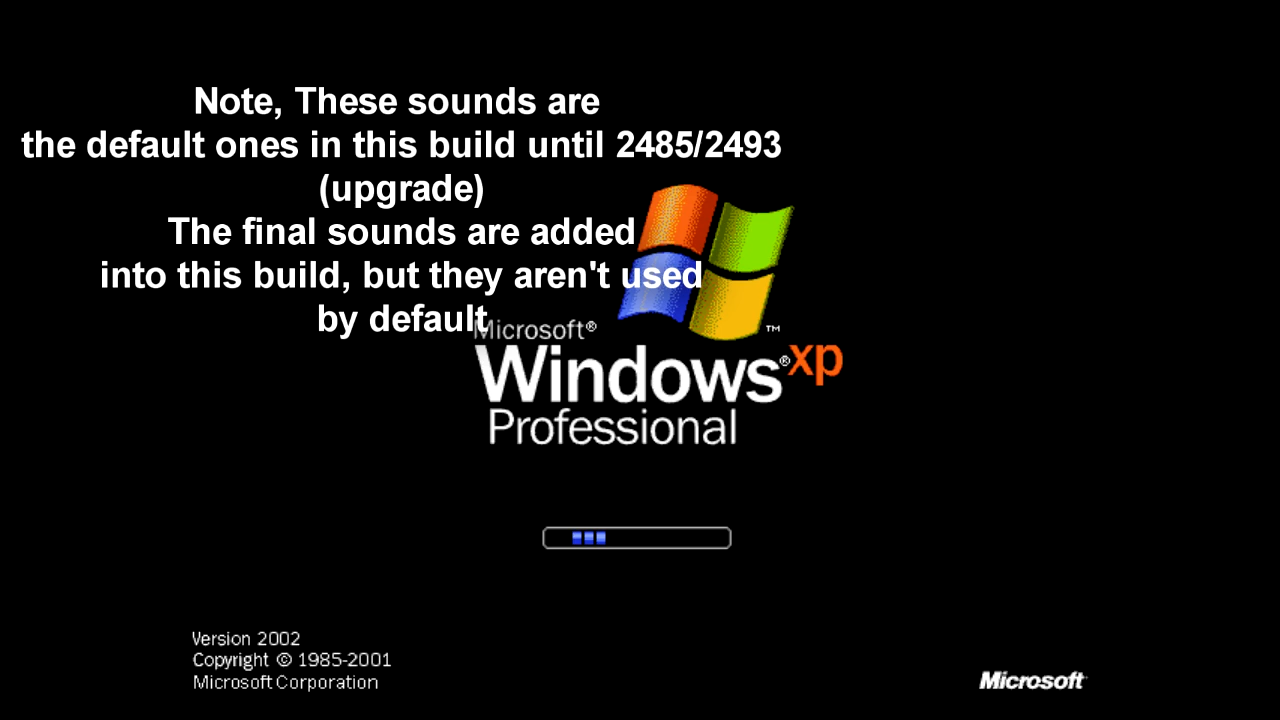 Note, These sounds are
the default ones in this build until 2485/2493
(upgrade)
The final sounds are added
into this build, but they aren't used
by default
Microsoft®
Windows® xp
Professional
™
Version 2002
Copyright © 1985-2001
Microsoft Corporation
Microsoft